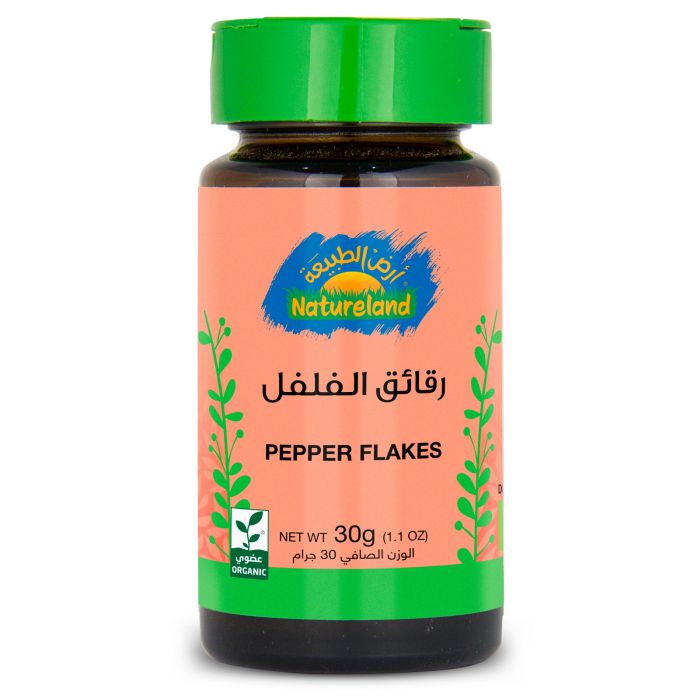 أرض الطبيعة
Natureland
رقائق الفلفل
PEPPER FLAKES
NET WT 30g (1.1 OZ)
الوزن الصافي 30 جرام
عضوي
ORGANIC